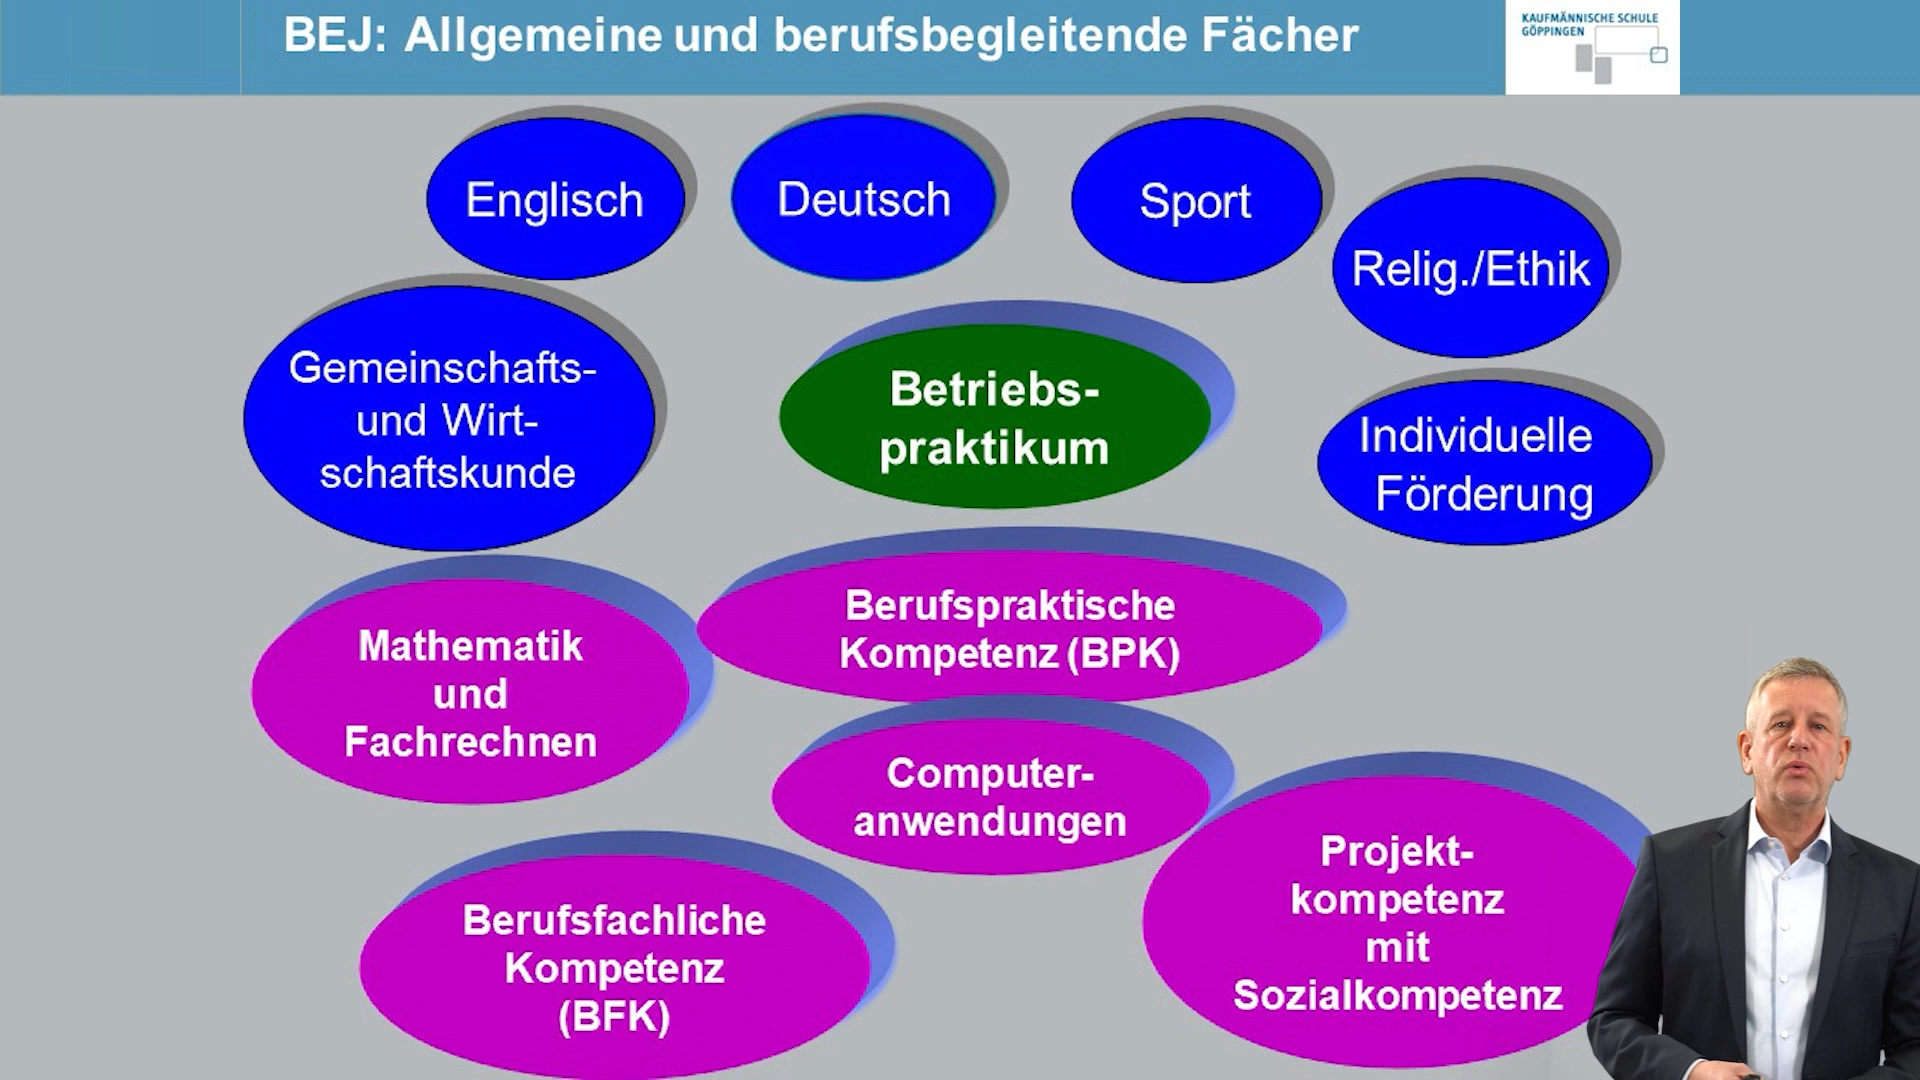 BEJ: Allgemeine und berufsbegleitende Fächer
KAUFMÄNNISCHE SCHULE
GÖPPINGEN
Englisch
Deutsch
Sport
Relig./Ethik
Gemeinschafts-
und Wirt-
schaftskunde
Betriebs-
praktikum
Individuelle
Förderung
Mathematik
und
Fachrechnen
Berufspraktische
Kompetenz (BPK)
Computer-
anwendungen
Berufsfachliche
Kompetenz
(BFK)
Projekt-
kompetenz
mit
Sozialkompetenz